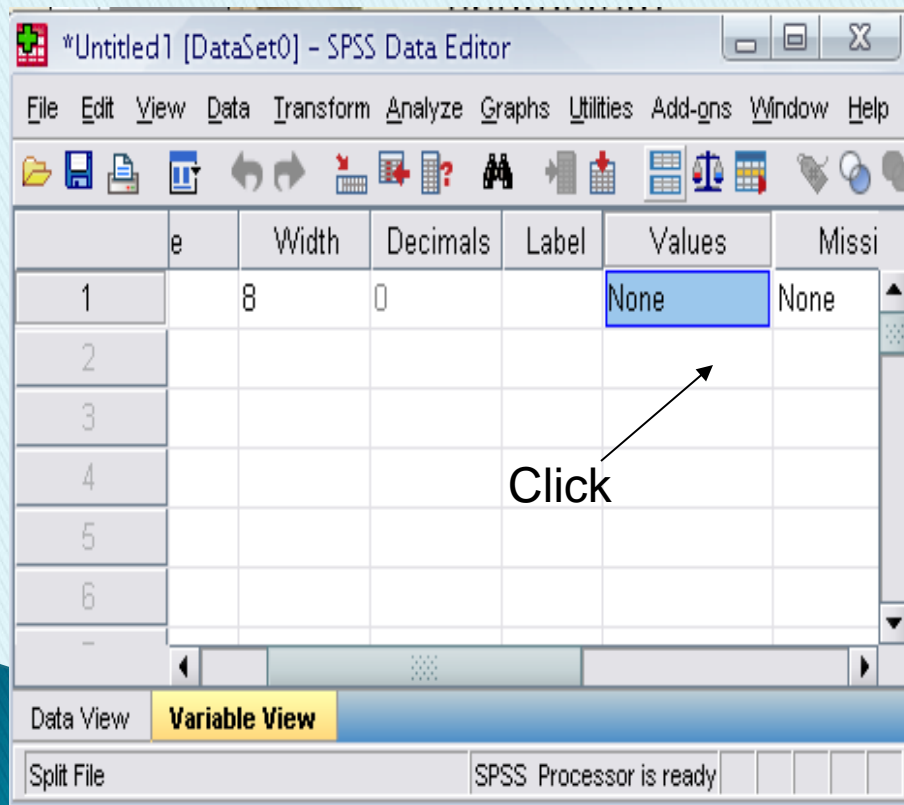 *Untitled1 [DataSet0] - SPSS Data Editor
File Edit View Data Transform Analyze Graphs Utilities Add-ons Window Help
e Width Decimals Label Values Missi
1 8 0 None None
2
3
4
Click
5
6
Data View Variable View
Split File SPSS Processor is ready